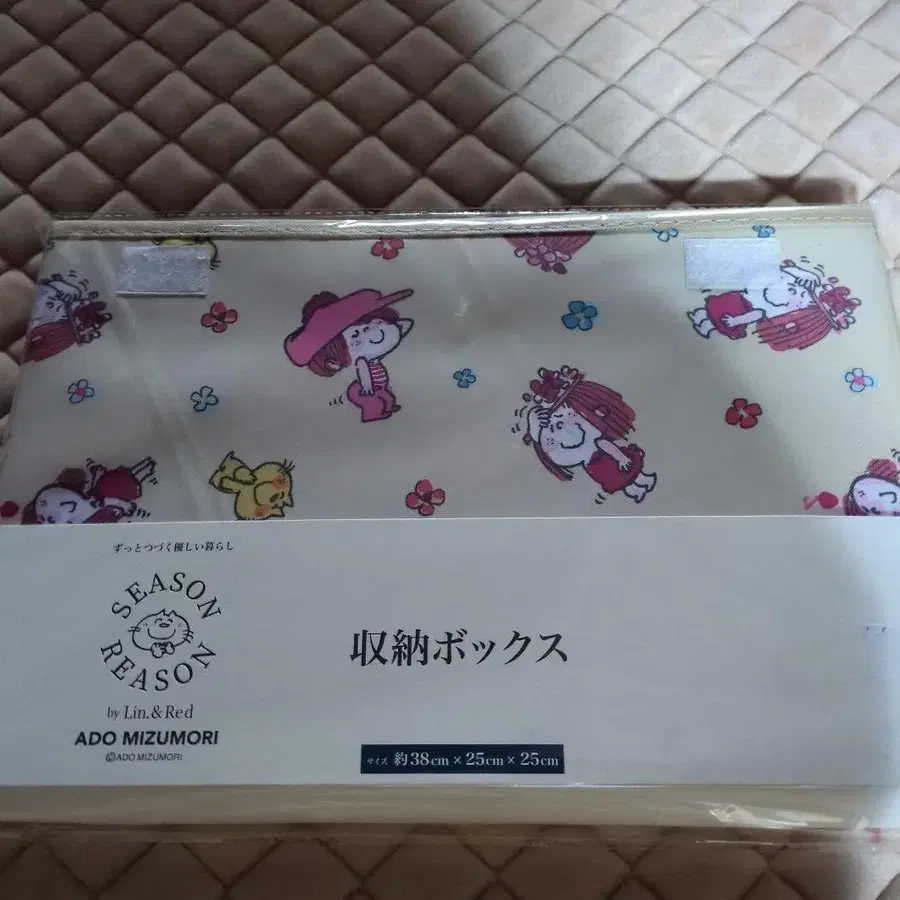 ずっとつづく優しい暮らし
SEASON
REASON
by Lin.&Red
ADO MIZUMORI
©ADO MIZUMORI
収納ボックス
サイズ 約38cm×25cm×25cm